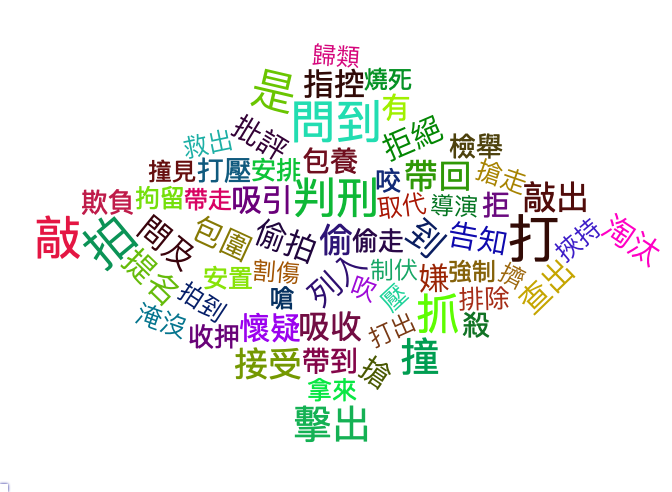 歸類
是
指控
燒死
問到
有
救出
批評
拒絕
檢舉
撞見
打壓
安排
包養
咬
帶回
搶走
欺負
拘留
帶走
吸引
判刑
取代
導演
拒
敲出
敲
拍
問及
包圍
偷拍
偷
偷走
到
告知
打
挾持
淘汰
提名
安置
割傷
列入
吹
制伏
壓
嫌
強制
擠
查出
淹沒
拍到
嗆
收押
懷疑
吸收
打出
抓
排除
殺
接受
帶到
搶
撞
拿來
擊出